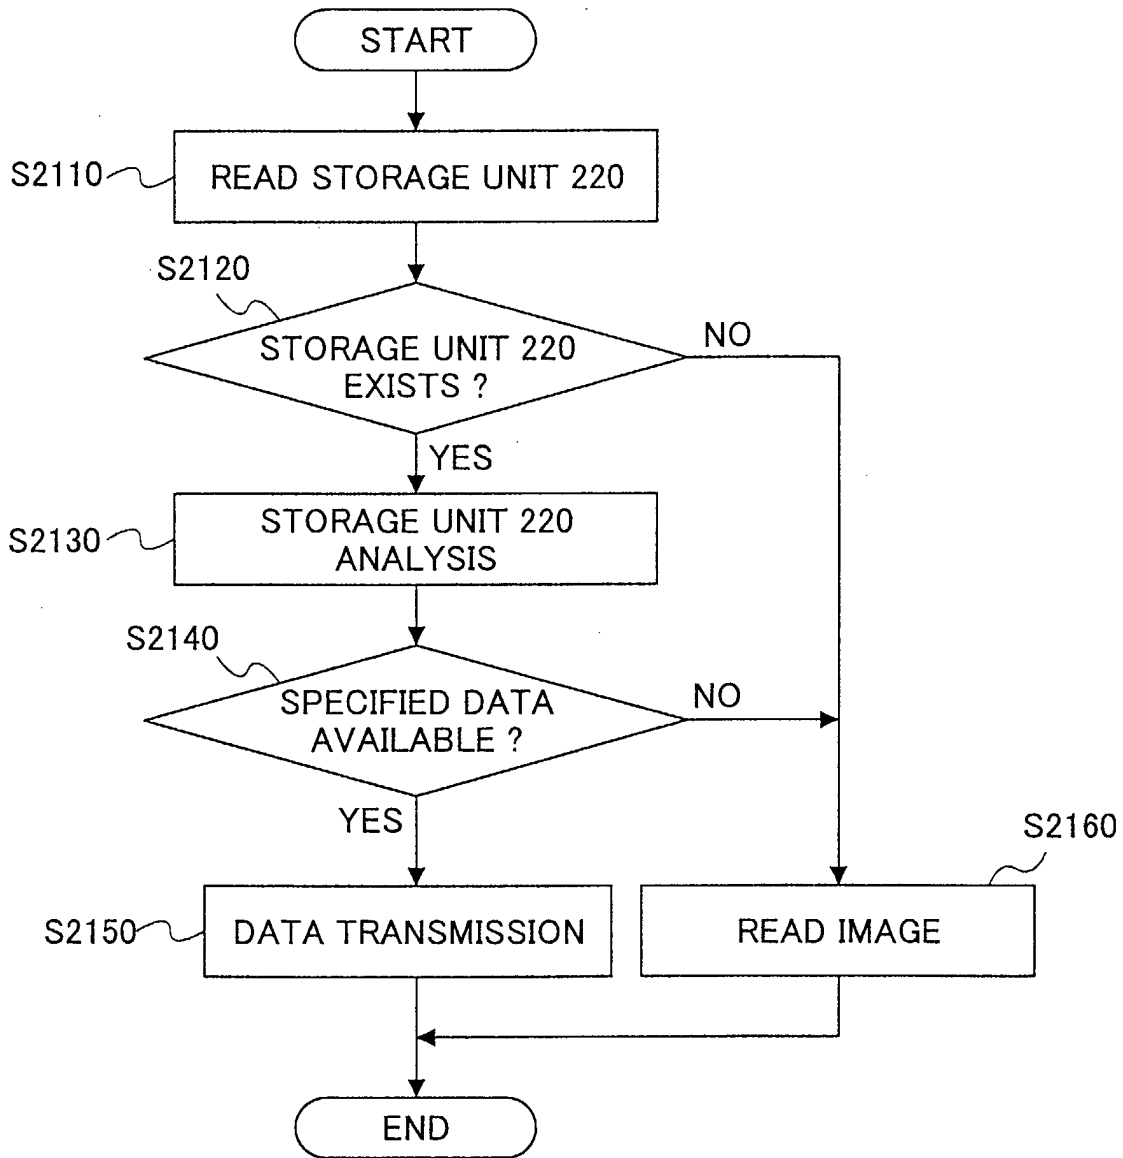 START
S2110
READ STORAGE UNIT 220
S2120
STORAGE UNIT 220
EXISTS ?
NO
YES
S2130
STORAGE UNIT 220
ANALYSIS
S2140
SPECIFIED DATA
AVAILABLE ?
NO
YES
S2160
S2150
DATA TRANSMISSION
READ IMAGE
END